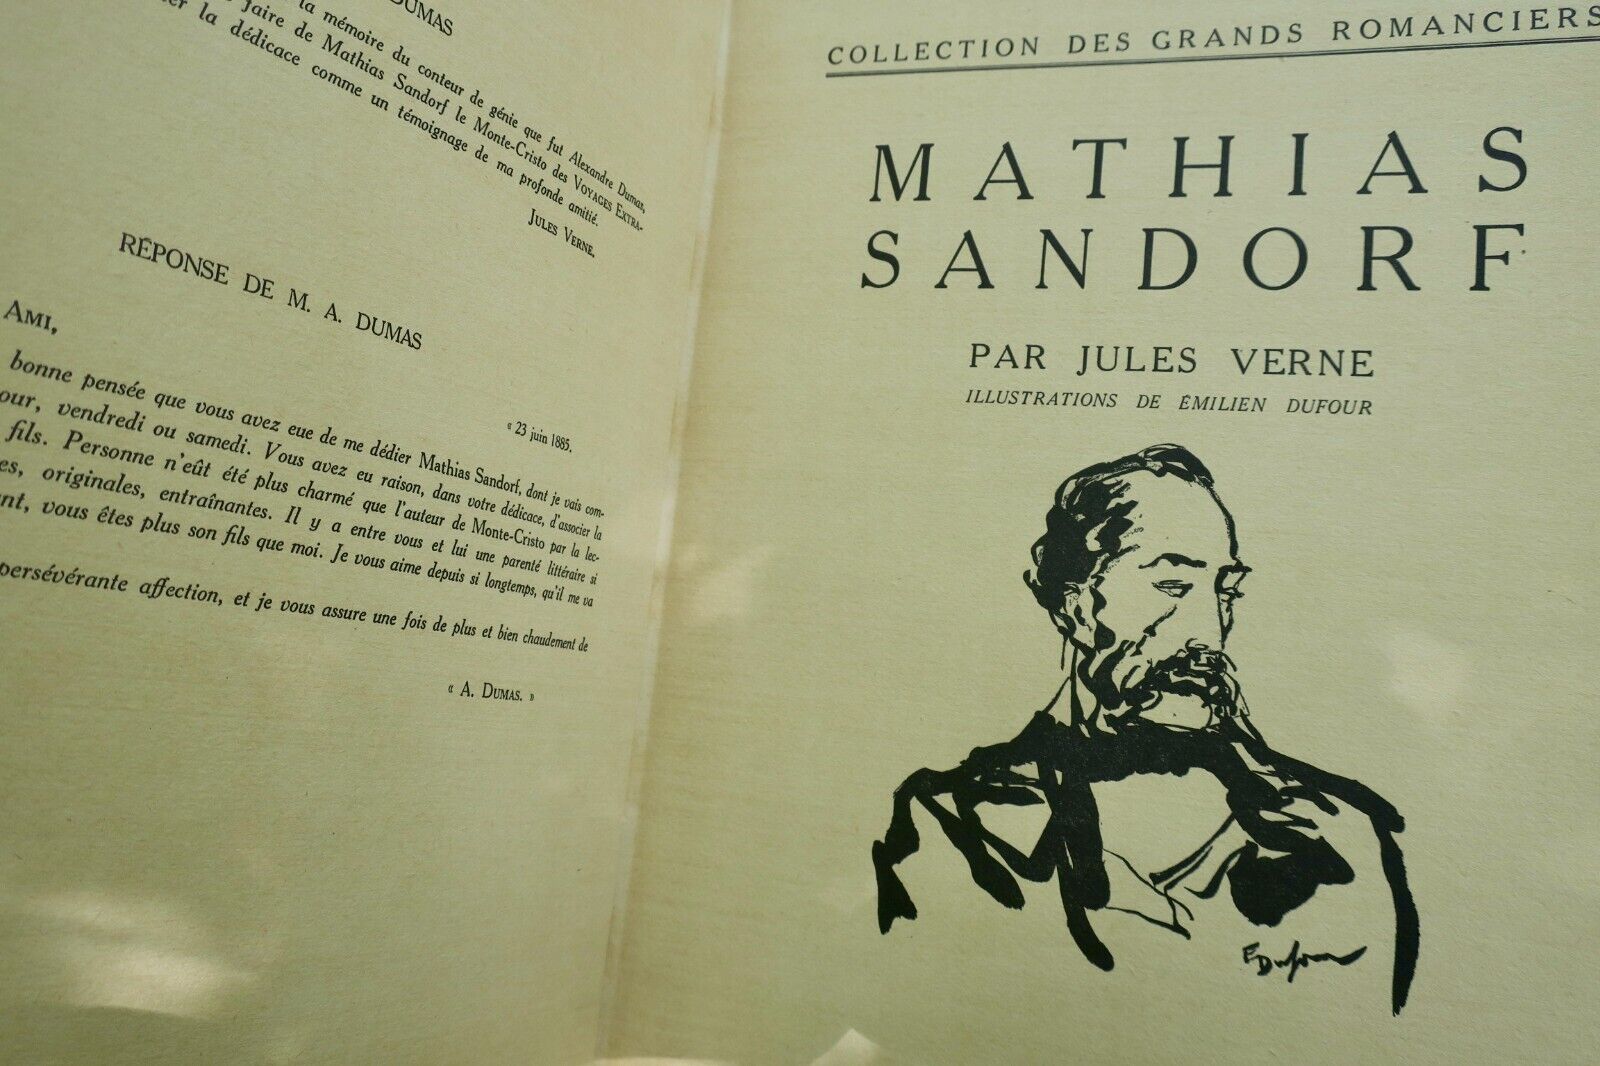 DUMAS
la mémoire du conteur de génie que fut Alexandre Dumas,
faire de Mathias Sandorf le Monte-Cristo des VOYAGES EXTRA-
la dédicace comme un témoignage de ma profonde amitié.
JULES VERNE.
RÉPONSE DE M. A. DUMAS
AMI,
« 23 juin 1885.
bonne pensée que vous avez eue de me dédier Mathias Sandorf, dont je vais com-
vendredi ou samedi. Vous avez eu raison, dans votre dédicace, d'associer la
fils. Personne n'eût été plus charmé que l'auteur de Monte-Cristo par la lec-
originales, entraînantes. Il y a entre vous et lui une parenté littéraire si
vous êtes plus son fils que moi. Je vous aime depuis si longtemps, qu'il me va
persévérante affection, et je vous assure une fois de plus et bien chaudement de
« A. DUMAS. »
COLLECTION DES GRANDS ROMANCIERS
MATHIAS
SANDORF
PAR JULES VERNE
ILLUSTRATIONS DE ÉMILIEN DUFOUR
E Dufour